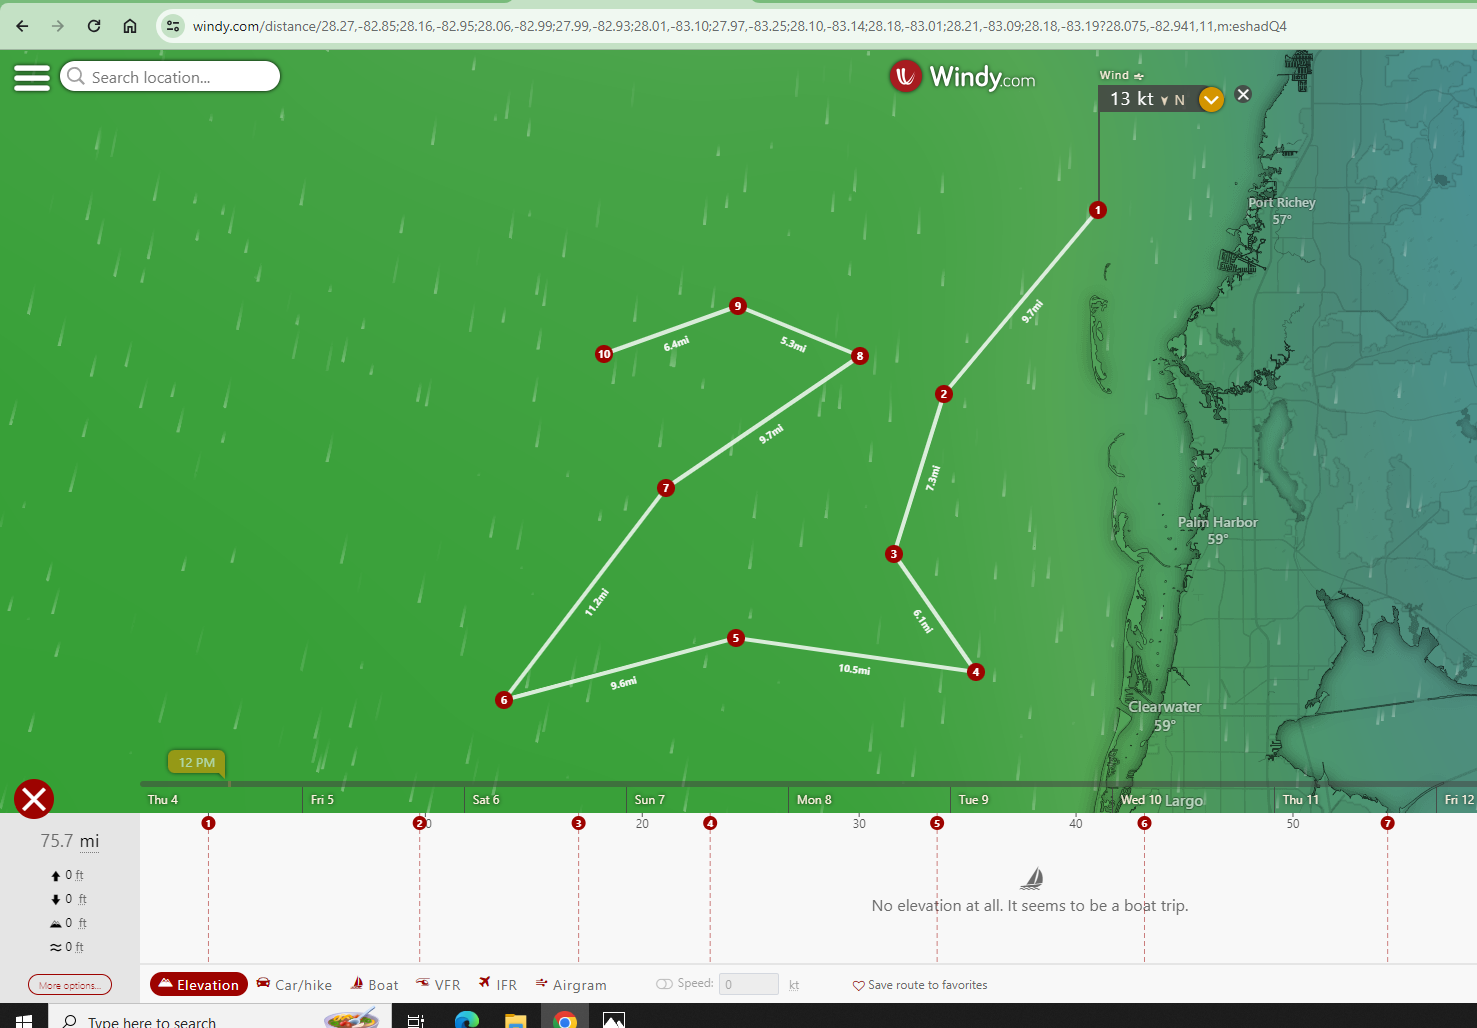 windy.com/distance/28.27,-82.85;28.16,-82.95;28.06,-82.99;27.99,-82.93;28.01,-83.10;27.97,-83.25;28.10,-83.14;28.18,-83.01;28.21,-83.09;28.18,-83.19?28.075,-82.941,11,m:eshadQ4
Search location...
Windy.com
Wind
13 kt N
Port Richey
57°
1
9.7mi
9
10
6.4mi
5.3mi
8
2
9.7mi
7.3mi
7
Palm Harbor
59°
3
11.2mi
6.1mi
5
10.5mi
4
9.6mi
6
Clearwater
59°
12 PM
Thu 4
Fri 5
Sat 6
Sun 7
Mon 8
Tue 9
Wed 10
Largo
Thu 11
Fri 12
1
2
3
20
4
30
5
40
6
50
7
75.7 mi
0 ft
0 ft
0 ft
0 ft
No elevation at all. It seems to be a boat trip.
More options...
Elevation
Car/hike
Boat
VFR
IFR
Airgram
Speed: 0 kt
Save route to favorites
Type here to search